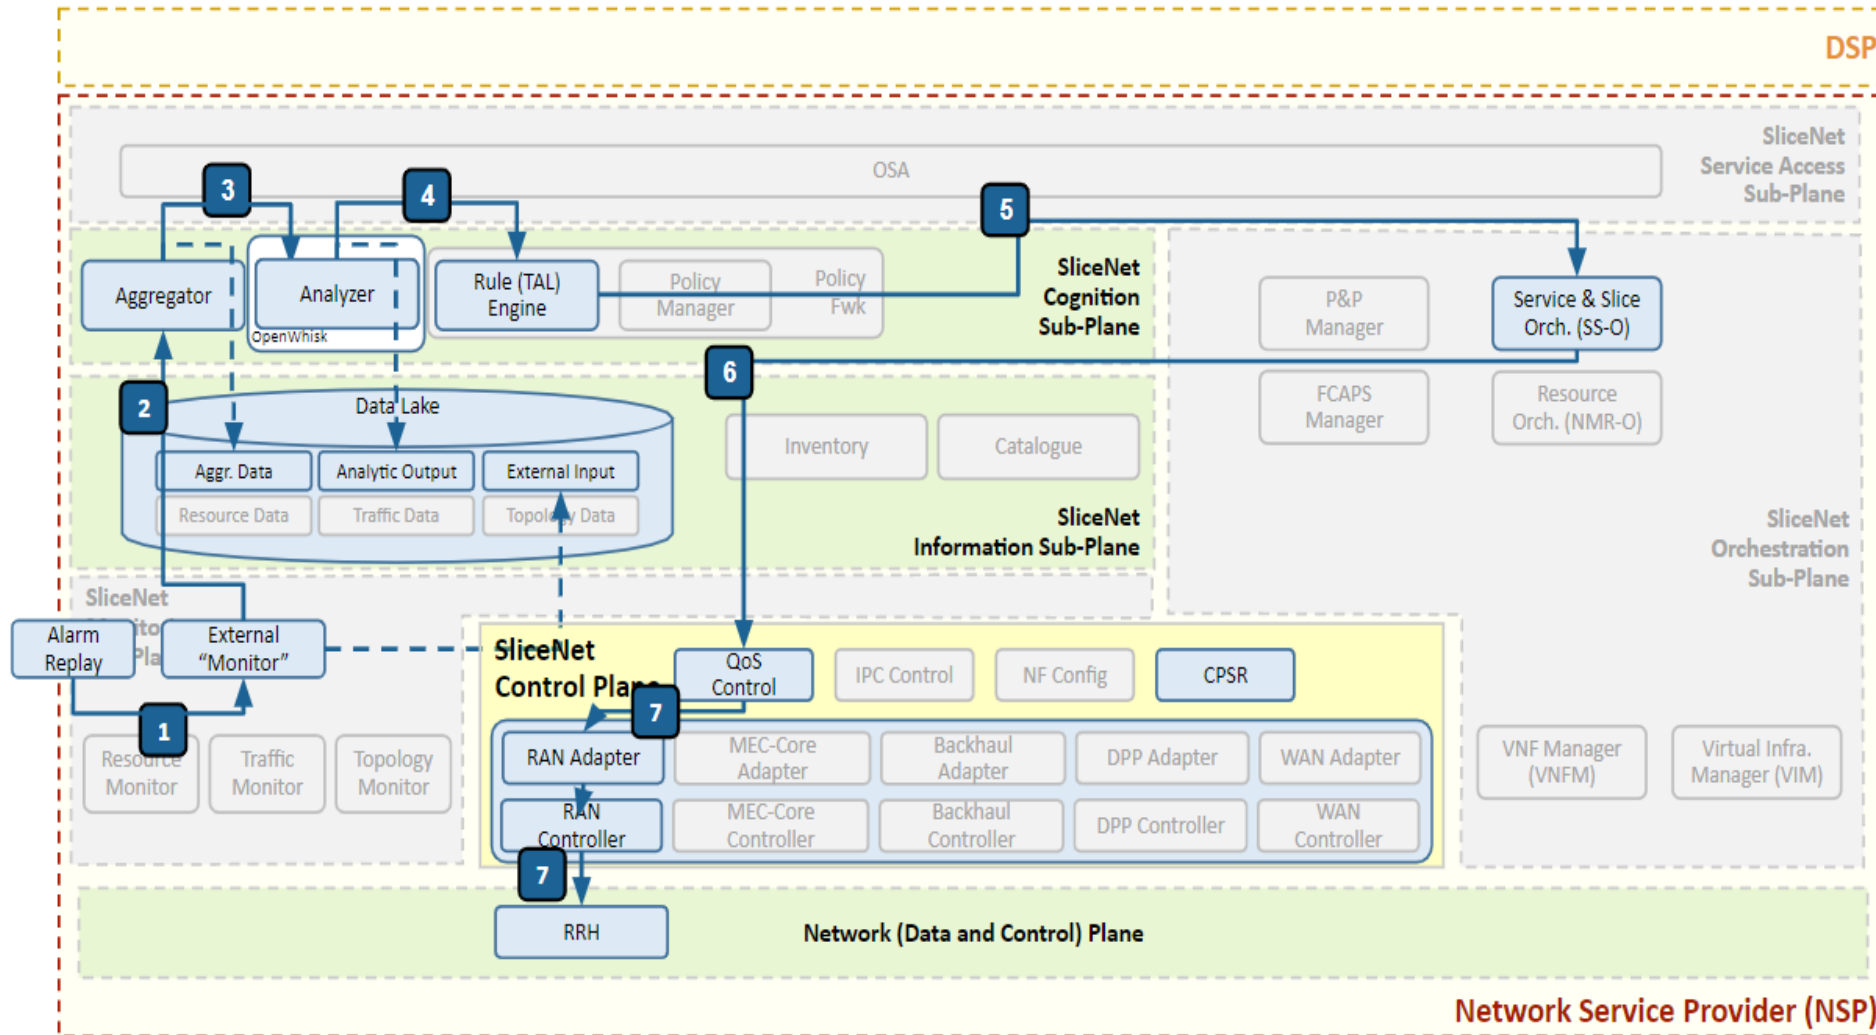 DSP
SliceNet
Service Access
Sub-Plane
OSA
3
4
5
Aggregator
Analyzer
OpenWhisk
Rule (TAL)
Engine
Policy
Manager
Policy
Fwk
SliceNet
Cognition
Sub-Plane
P&P
Manager
Service & Slice
Orch. (SS-O)
6
FCAPS
Manager
Resource
Orch. (NMR-O)
2
Data Lake
Aggr. Data
Analytic Output
External Input
Resource Data
Traffic Data
Topology Data
Inventory
Catalogue
SliceNet
Information Sub-Plane
SliceNet
Orchestration
Sub-Plane
SliceNet
Alarm
Replay
External
“Monitor”
1
Resource
Monitor
Traffic
Monitor
Topology
Monitor
SliceNet
Control Plane
QoS
Control
IPC Control
NF Config
CPSR
7
RAN Adapter
MEC-Core
Adapter
Backhaul
Adapter
DPP Adapter
WAN Adapter
RAN
Controller
MEC-Core
Controller
Backhaul
Controller
DPP Controller
WAN
Controller
VNF Manager
(VNFM)
Virtual Infra.
Manager (VIM)
7
RRH
Network (Data and Control) Plane
Network Service Provider (NSP)